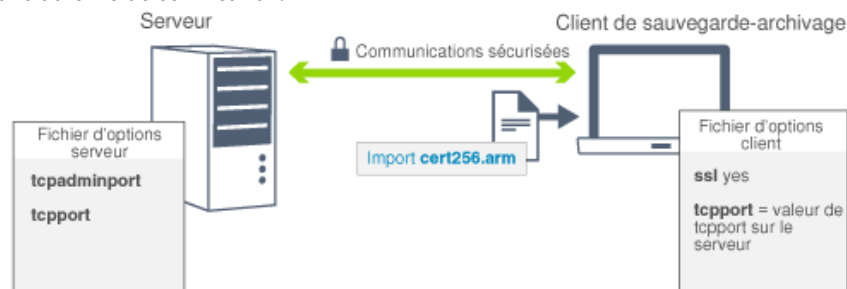 Serveur
Client de sauvegarde-archivage
Communications sécurisées
Fichier d'options
serveur
tcpadminport
tcpport
Import cert256.arm
Fichier d'options
client
ssl yes
tcpport = valeur de
tcpport sur le
serveur